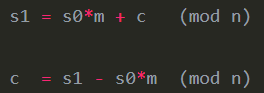 s1 = s0*m + c   (mod n)
c  = s1 - s0*m  (mod n)